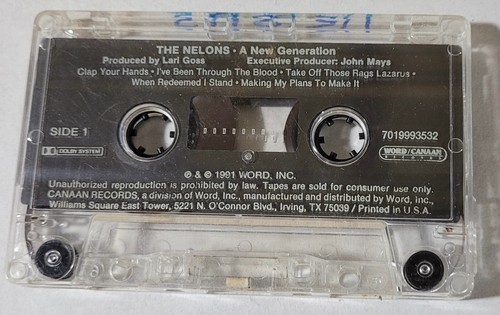 THE NELONS • A New Generation
Produced by Lari Goss Executive Producer: John Mays
Clap Your Hands • I've Been Through The Blood • Take Off Those Rags Lazarus •
When Redeemed I Stand • Making My Plans To Make It
SIDE 1
7019993532
DOLBY SYSTEM
WORD/CANAAN
RECORDS
℗ & © 1991 WORD, INC.
Unauthorized reproduction is prohibited by law. Tapes are sold for consumer use only.
CANAAN RECORDS, a division of Word, Inc., manufactured and distributed by Word, Inc.,
Williams Square East Tower, 5221 N. O'Connor Blvd., Irving, TX 75039 / Printed in U.S.A.